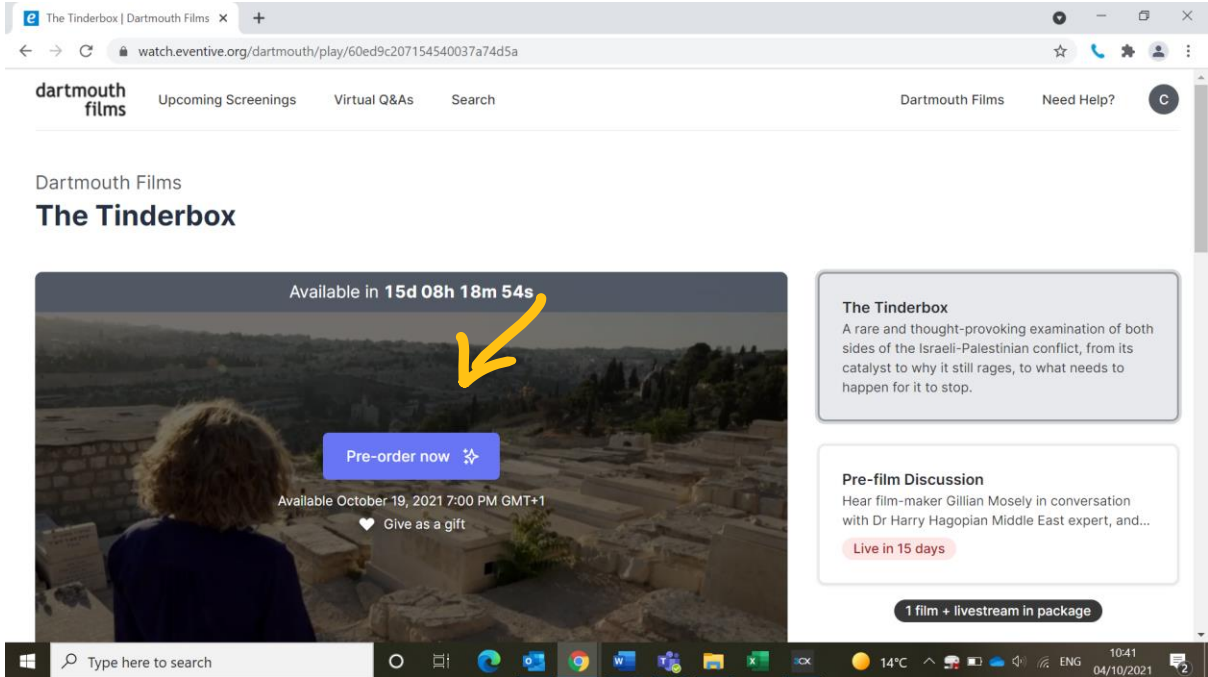 The Tinderbox | Dartmouth Films
watch.eventive.org/dartmouth/play/60ed9c207154540037a74d5a
dartmouth
films
Upcoming Screenings
Virtual Q&As
Search
Dartmouth Films
Need Help?
C
Dartmouth Films
The Tinderbox
Available in 15d 08h 18m 54s
Pre-order now
Available October 19, 2021 7:00 PM GMT+1
Give as a gift
The Tinderbox
A rare and thought-provoking examination of both
sides of the Israeli-Palestinian conflict, from its
catalyst to why it still rages, to what needs to
happen for it to stop.
Pre-film Discussion
Hear film-maker Gillian Mosely in conversation
with Dr Harry Hagopian Middle East expert, and...
Live in 15 days
1 film + livestream in package
Type here to search
14°C
ENG
10:41
04/10/2021
2